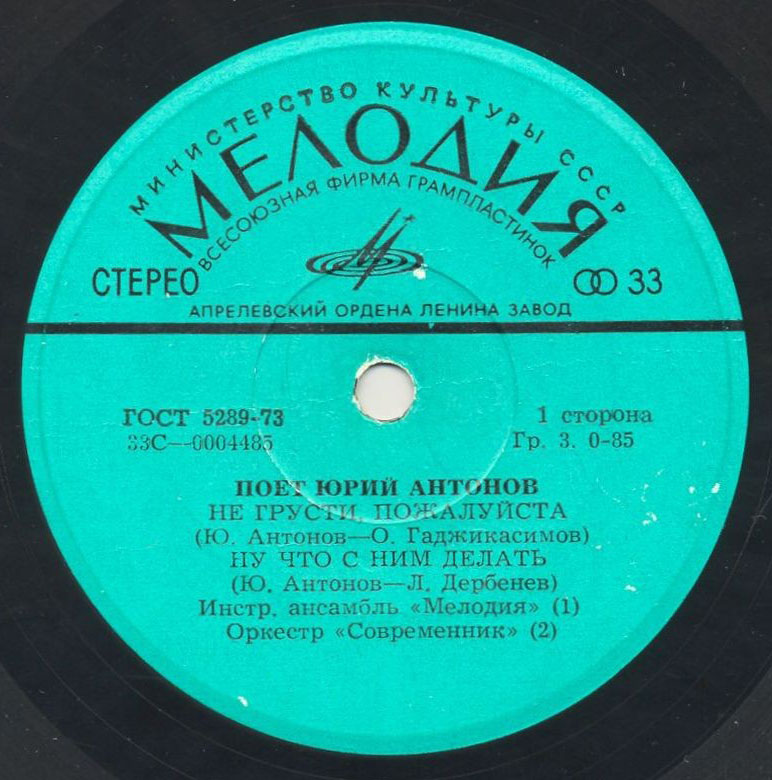 МИНИСТЕРСТВО КУЛЬТУРЫ СССР
МЕЛОДИЯ
ВСЕСОЮЗНАЯ ФИРМА ГРАМПЛАСТИНОК
СТЕРЕО
33
АПРЕЛЕВСКИЙ ОРДЕНА ЛЕНИНА ЗАВОД
ГОСТ 5289-73
1 сторона
33С—0004485
Гр. 3. 0-85
ПОЕТ ЮРИЙ АНТОНОВ
НЕ ГРУСТИ, ПОЖАЛУЙСТА
(Ю. Антонов—О. Гаджикасимов)
НУ ЧТО С НИМ ДЕЛАТЬ
(Ю. Антонов—Л. Дербенев)
Инстр. ансамбль «Мелодия» (1)
Оркестр «Современник» (2)